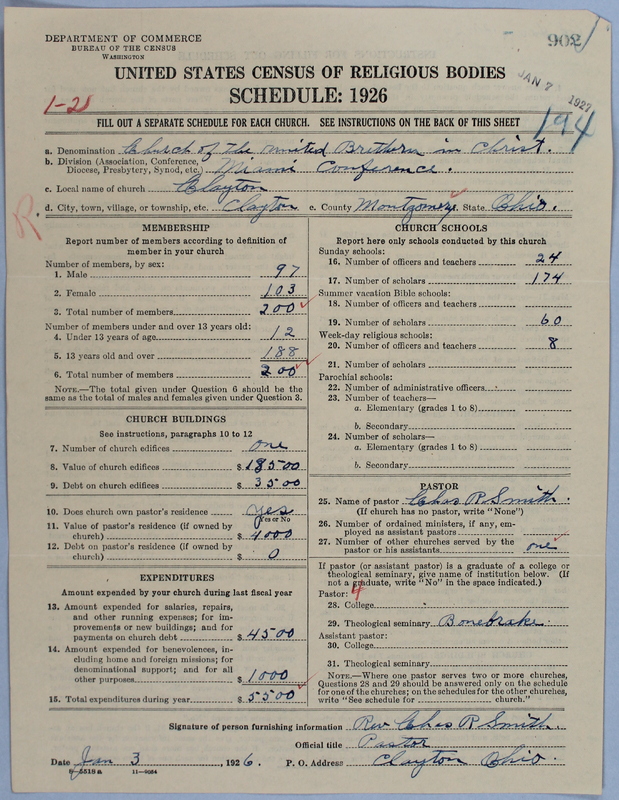 DEPARTMENT OF COMMERCE
BUREAU OF THE CENSUS
WASHINGTON
902
UNITED STATES CENSUS OF RELIGIOUS BODIES
JAN 7 1927
SCHEDULE: 1926
1-28
FILL OUT A SEPARATE SCHEDULE FOR EACH CHURCH. SEE INSTRUCTIONS ON THE BACK OF THIS SHEET
194
a. Denomination Church of the United Brethern in Christ.
b. Division (Association, Conference, Diocese, Presbytery, Synod, etc.) Miami Conference.
c. Local name of church Clayton
d. City, town, village, or township, etc. Clayton e. County Montgomery State Ohio.
R
MEMBERSHIP
Report number of members according to definition of
member in your church
Number of members, by sex:
1. Male 97
2. Female 103
3. Total number of members 200
Number of members under and over 13 years old:
4. Under 13 years of age 12
5. 13 years old and over 188
6. Total number of members 200
NOTE.—The total given under Question 6 should be the
same as the total of males and females given under Question 3.
CHURCH BUILDINGS
See instructions, paragraphs 10 to 12
7. Number of church edifices one
8. Value of church edifices $18500
9. Debt on church edifices $3500
10. Does church own pastor's residence yes
Yes or No
11. Value of pastor's residence (if owned by
church) $4000
12. Debt on pastor's residence (if owned by
church) $0
EXPENDITURES
Amount expended by your church during last fiscal year
13. Amount expended for salaries, repairs,
and other running expenses; for im-
provements or new buildings; and for
payments on church debt $4500
14. Amount expended for benevolences, in-
cluding home and foreign missions; for
denominational support; and for all
other purposes $1000
15. Total expenditures during year $5500
CHURCH SCHOOLS
Report here only schools conducted by this church
Sunday schools:
16. Number of officers and teachers 24
17. Number of scholars 174
Summer vacation Bible schools:
18. Number of officers and teachers
19. Number of scholars 60
Week-day religious schools:
20. Number of officers and teachers 8
21. Number of scholars
Parochial schools:
22. Number of administrative officers
23. Number of teachers—
a. Elementary (grades 1 to 8)
b. Secondary
24. Number of scholars—
a. Elementary (grades 1 to 8)
b. Secondary
PASTOR
25. Name of pastor Chas R Smith.
(If church has no pastor, write "None")
26. Number of ordained ministers, if any, em-
ployed as assistant pastors
27. Number of other churches served by the
pastor or his assistants one
If pastor (or assistant pastor) is a graduate of a college or
theological seminary, give name of institution below. (If
not a graduate, write "No" in the space indicated.)
Pastor:
28. College
29. Theological seminary Bonebrake.
Assistant pastor:
30. College
31. Theological seminary
NOTE.—Where one pastor serves two or more churches,
Questions 28 and 29 should be answered only on the schedule
for one of the churches; on the schedules for the other churches,
write "See schedule for church."
Signature of person furnishing information Rev Chas R Smith
Official title Pastor
Date Jan 3, 1926. P. O. Address Clayton Ohio.
8-5518a 11-9054